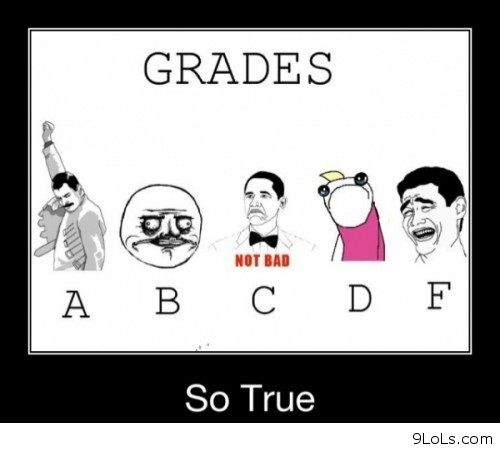 GRADES
NOT BAD
A B C D F
So True
9LoLs.com